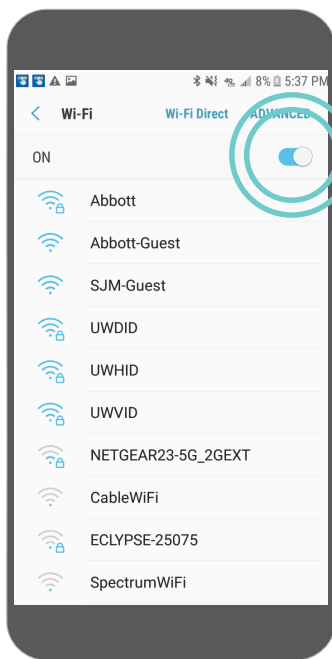 8% 5:37 PM
Wi-Fi Wi-Fi Direct ADVANCED
ON
Abbott
Abbott-Guest
SJM-Guest
UWDID
UWHID
UWVID
NETGEAR23-5G_2GEXT
CableWiFi
ECLYPSE-25075
SpectrumWiFi